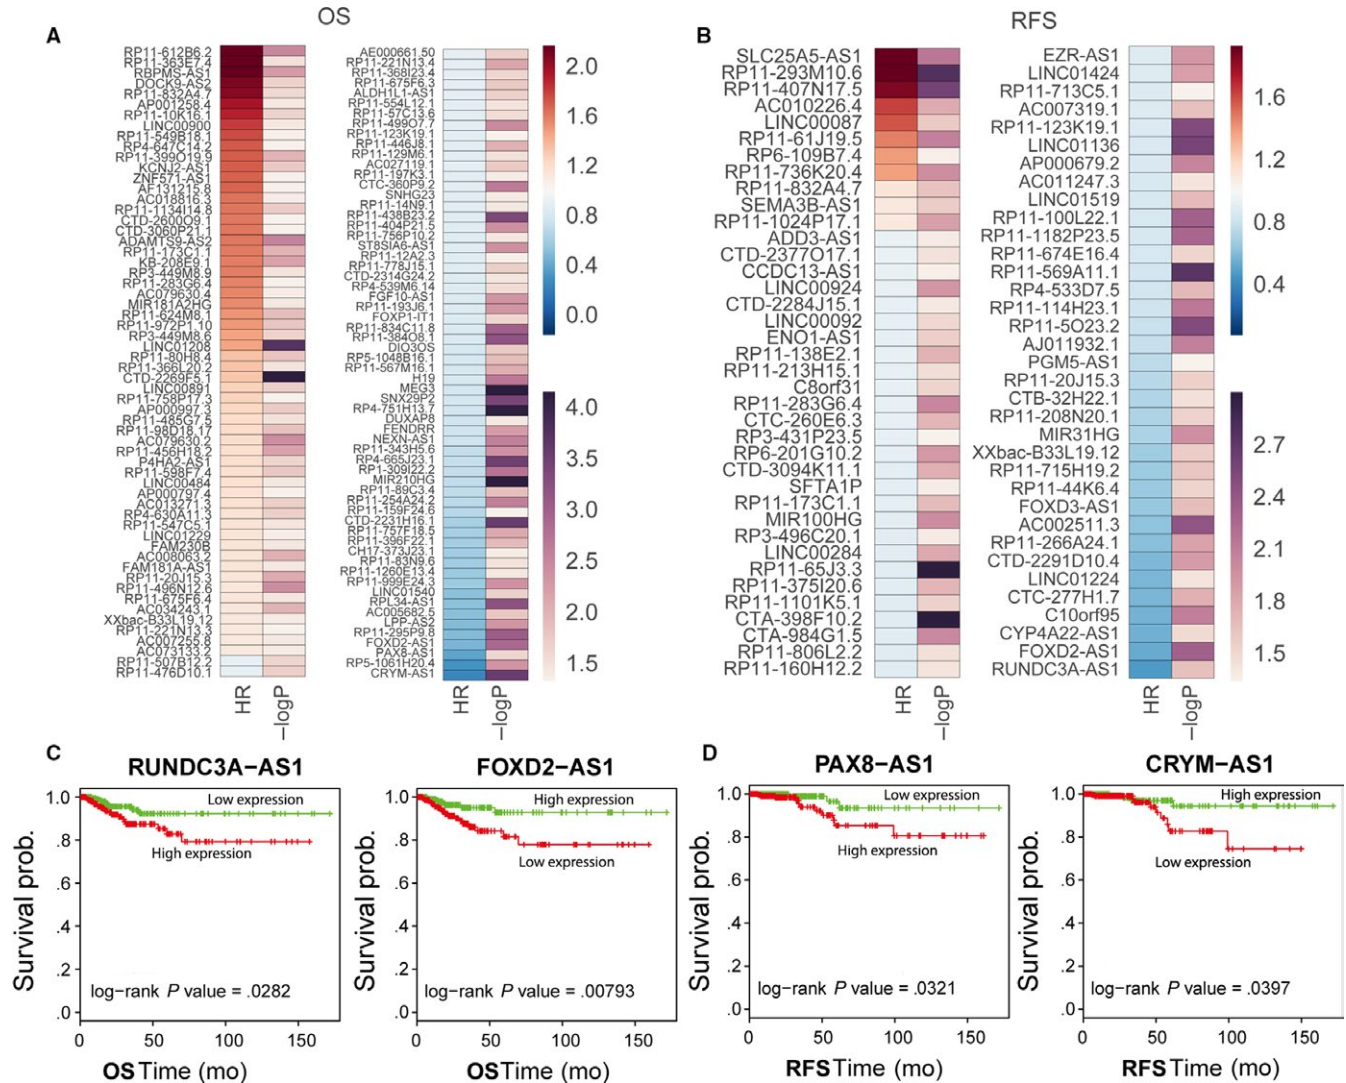 OS
A
RP11-612B6.2
RP11-363E7.4
RBPMS-AS1
DOCK9-AS2
RP11-832A4.7
AP001258.4
RP11-10K16.1
LINC00900
RP11-549B18.1
RP4-647C14.2
RP11-399O19.9
KCNJ2-AS1
ZNF571-AS1
AF131215.8
AC018816.3
RP11-1134I14.8
CTD-2600O9.1
CTD-3060P21.1
ADAMTS9-AS2
RP11-173C1.1
KB-208E9.1
RP3-449M8.9
RP11-283G6.4
AC079630.4
MIR181A2HG
RP11-624M8.1
RP11-972P1.10
RP3-449M8.6
LINC01208
RP11-80H8.4
RP11-366L20.2
CTD-2269F5.1
LINC00891
RP11-758P17.3
AP000997.3
RP11-485G7.5
RP11-98D18.17
AC079630.2
RP11-456H18.2
P4HA2-AS1
RP11-598F7.4
LINC00484
AP000797.4
AC013271.3
RP4-630A11.3
RP11-547C5.1
LINC01229
FAM230B
AC008063.2
FAM181A-AS1
RP11-20J15.3
RP11-496N12.6
RP11-675F6.4
AC034243.1
XXbac-B33L19.12
RP11-221N13.3
AC007255.8
AC073133.2
RP11-507B12.2
RP11-476D10.1
HR
-logP
AE000661.50
RP11-221N13.4
RP11-368I23.4
RP11-675F6.3
ALDH1L1-AS1
RP11-554L12.1
RP11-57C13.6
RP11-499O7.7
RP11-123K19.1
RP11-446J8.1
RP11-129M6.1
AC027119.1
RP11-197K3.1
CTC-360P9.2
SNHG23
RP11-14N9.1
RP11-438B23.2
RP11-404P21.5
RP11-756P10.2
ST8SIA6-AS1
RP11-12A2.3
RP11-778J15.1
CTD-2314G24.2
RP4-539M6.14
FGF10-AS1
RP11-193J6.1
FOXP1-IT1
RP11-834C11.8
RP11-384O8.1
DIO3OS
RP5-1048B16.1
RP11-567M16.1
H19
MEG3
SNX29P2
RP4-751H13.7
DUXAP8
FENDRR
NEXN-AS1
RP11-343H5.6
RP4-665J23.1
RP1-309I22.2
MIR210HG
RP11-89C3.4
RP11-254A24.2
RP11-159F24.6
CTD-2231H16.1
RP11-757F18.5
RP11-396F22.1
CH17-373J23.1
RP11-83N9.6
RP11-1260E13.4
RP11-999E24.3
LINC01540
RPL34-AS1
AC005682.5
LPP-AS2
RP11-295P9.8
FOXD2-AS1
PAX8-AS1
RP5-1061H20.4
CRYM-AS1
HR
-logP
2.0
1.6
1.2
0.8
0.4
0.0
4.0
3.5
3.0
2.5
2.0
1.5
RFS
B
SLC25A5-AS1
RP11-293M10.6
RP11-407N17.5
AC010226.4
LINC00087
RP11-61J19.5
RP6-109B7.4
RP11-736K20.4
RP11-832A4.7
SEMA3B-AS1
RP11-1024P17.1
ADD3-AS1
CTD-2377O17.1
CCDC13-AS1
LINC00924
CTD-2284J15.1
LINC00092
ENO1-AS1
RP11-138E2.1
RP11-213H15.1
C8orf31
RP11-283G6.4
CTC-260E6.3
RP3-431P23.5
RP6-201G10.2
CTD-3094K11.1
SFTA1P
RP11-173C1.1
MIR100HG
RP3-496C20.1
LINC00284
RP11-65J3.3
RP11-375I20.6
RP11-1101K5.1
CTA-398F10.2
CTA-984G1.5
RP11-806L2.2
RP11-160H12.2
HR
-logP
EZR-AS1
LINC01424
RP11-713C5.1
AC007319.1
RP11-123K19.1
LINC01136
AP000679.2
AC011247.3
LINC01519
RP11-100L22.1
RP11-1182P23.5
RP11-674E16.4
RP11-569A11.1
RP4-533D7.5
RP11-114H23.1
RP11-5O23.2
AJ011932.1
PGM5-AS1
RP11-20J15.3
CTB-32H22.1
RP11-208N20.1
MIR31HG
XXbac-B33L19.12
RP11-715H19.2
RP11-44K6.4
FOXD3-AS1
AC002511.3
RP11-266A24.1
CTD-2291D10.4
LINC01224
CTC-277H1.7
C10orf95
CYP4A22-AS1
FOXD2-AS1
RUNDC3A-AS1
HR
-logP
1.6
1.2
0.8
0.4
2.7
2.4
2.1
1.8
1.5
C
RUNDC3A-AS1
Survival prob.
1.0
.8
.6
.4
.2
.0
Low expression
High expression
log-rank P value = .0282
0 50 100 150
OS Time (mo)
FOXD2-AS1
Survival prob.
1.0
.8
.6
.4
.2
.0
High expression
Low expression
log-rank P value = .00793
0 50 100 150
OS Time (mo)
D
PAX8-AS1
Survival prob.
1.0
.8
.6
.4
.2
.0
Low expression
High expression
log-rank P value = .0321
0 50 100 150
RFS Time (mo)
CRYM-AS1
Survival prob.
1.0
.8
.6
.4
.2
.0
High expression
Low expression
log-rank P value = .0397
0 50 100 150
RFS Time (mo)